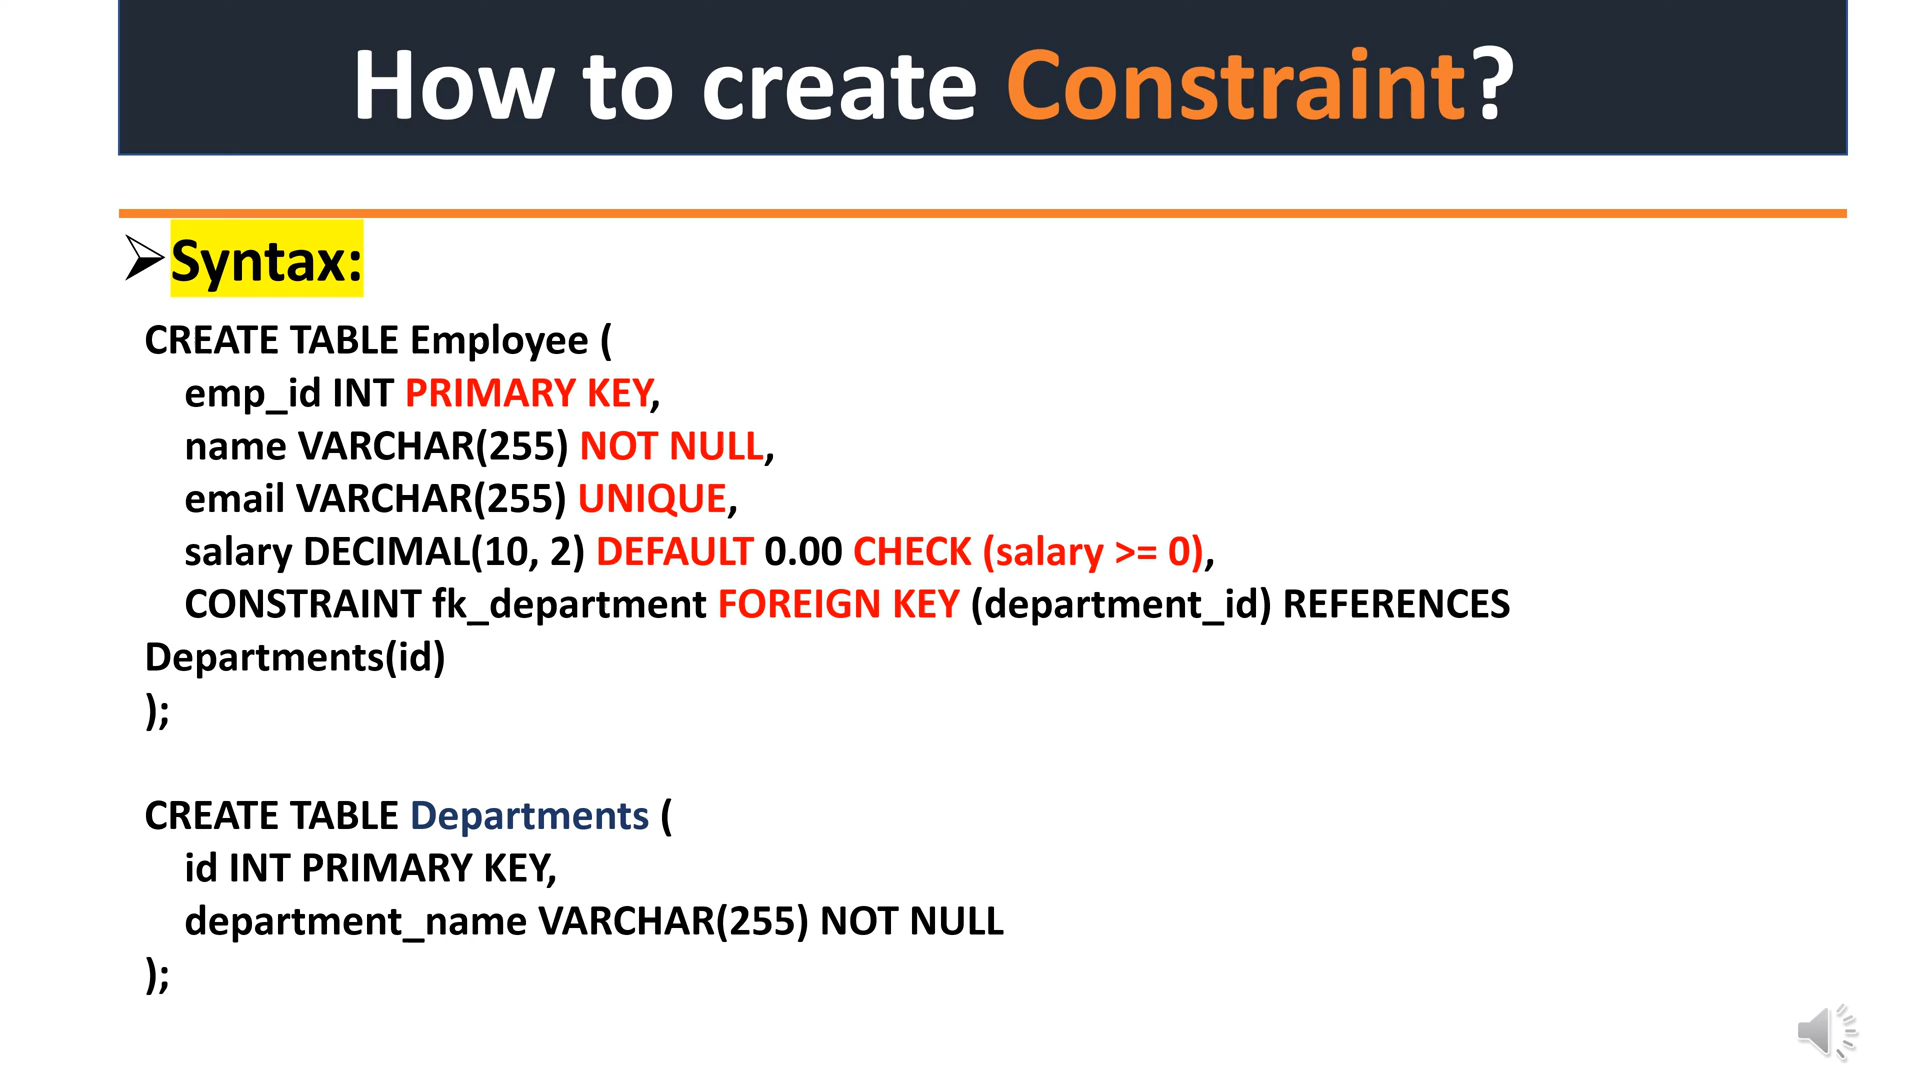 How to create Constraint?
Syntax:
CREATE TABLE Employee (
emp_id INT PRIMARY KEY,
name VARCHAR(255) NOT NULL,
email VARCHAR(255) UNIQUE,
salary DECIMAL(10, 2) DEFAULT 0.00 CHECK (salary >= 0),
CONSTRAINT fk_department FOREIGN KEY (department_id) REFERENCES
Departments(id)
);
CREATE TABLE Departments (
id INT PRIMARY KEY,
department_name VARCHAR(255) NOT NULL
);